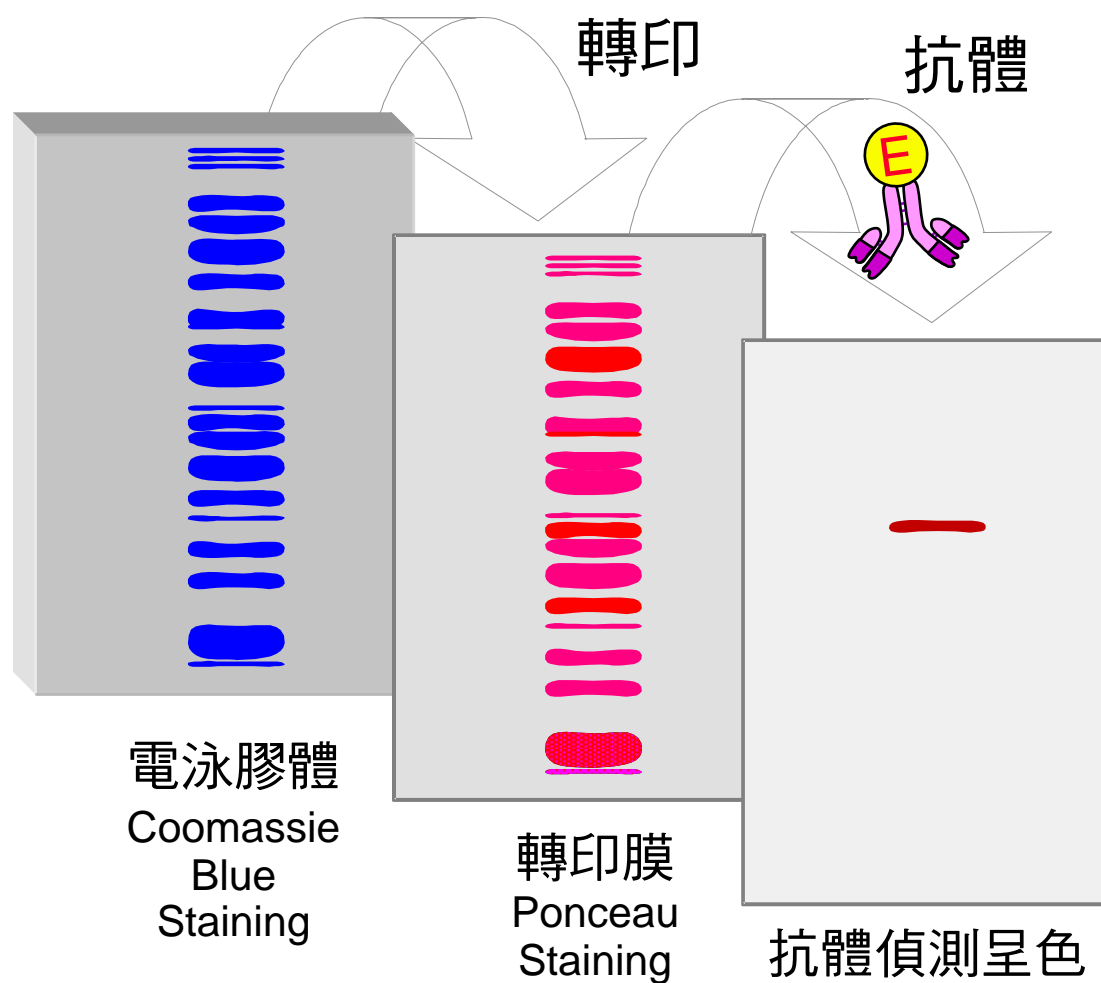 轉印
抗體
E
電泳膠體
Coomassie
Blue
Staining
轉印膜
Ponceau
Staining
抗體偵測呈色